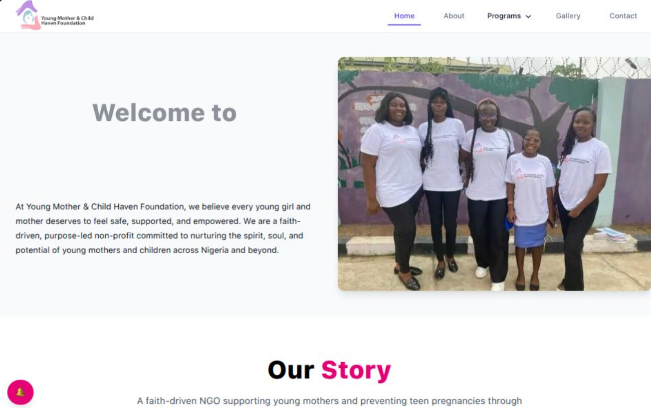 Young Mother & Child
Haven Foundation
Home
About
Programs
Gallery
Contact
Welcome to
At Young Mother & Child Haven Foundation, we believe every young girl and
mother deserves to feel safe, supported, and empowered. We are a faith-
driven, purpose-led non-profit committed to nurturing the spirit, soul, and
potential of young mothers and children across Nigeria and beyond.
Our Story
A faith-driven NGO supporting young mothers and preventing teen pregnancies through